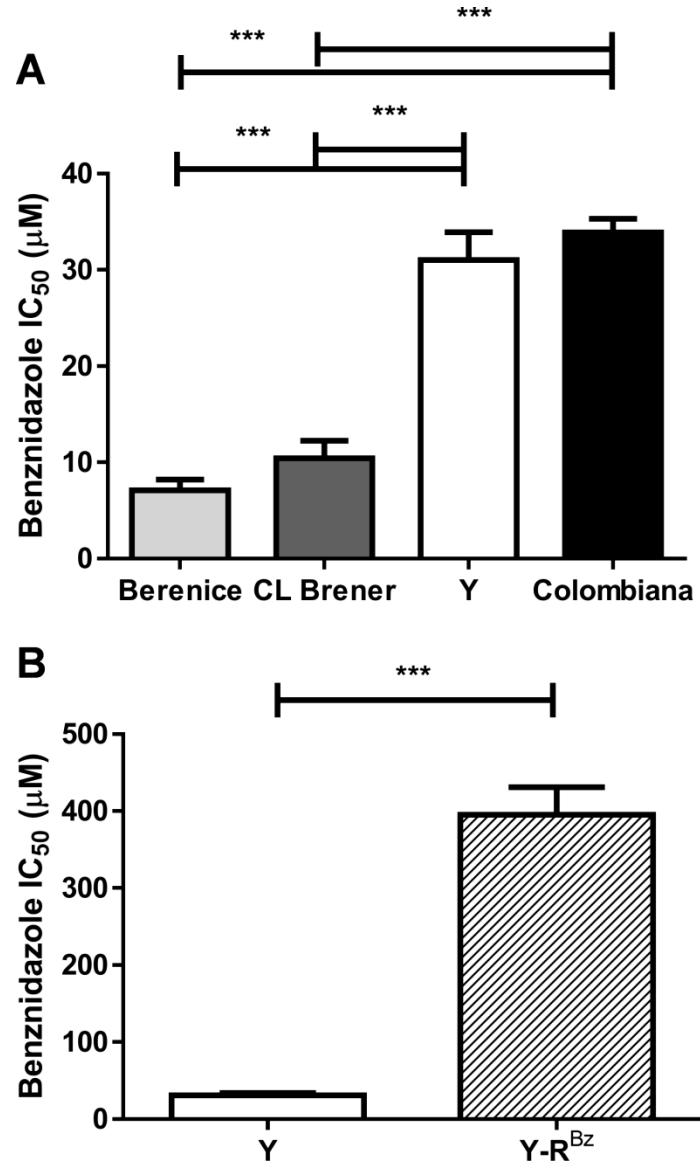 A
***
***
***
***
Benznidazole IC50 (μM)
40
30
20
10
0
Berenice CL Brener Y Colombiana
B
***
Benznidazole IC50 (μM)
500
400
300
200
100
0
Y Y-RBz